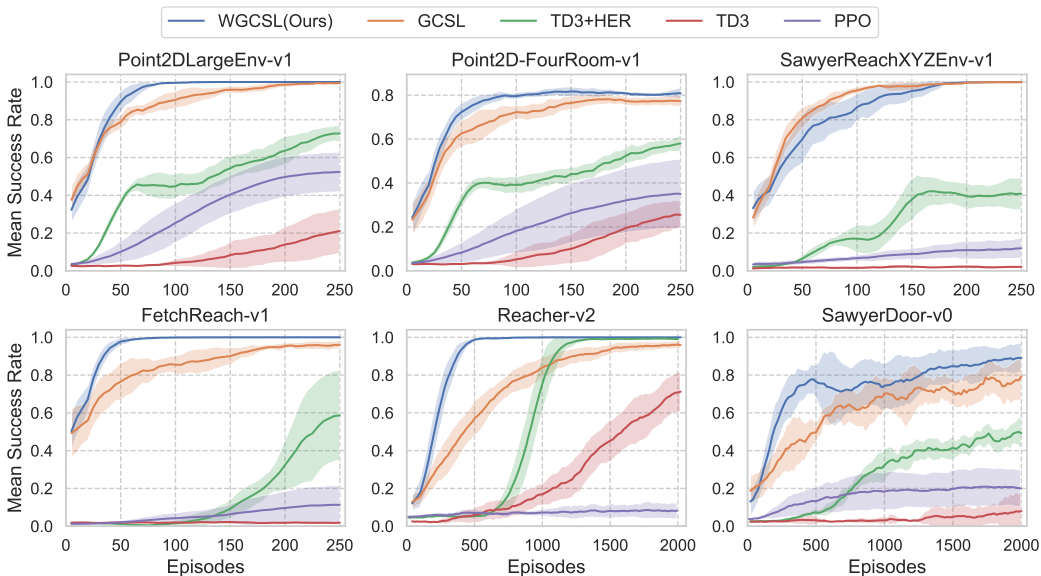 WGCSL(Ours) GCSL TD3+HER TD3 PPO
Point2DLargeEnv-v1 Point2D-FourRoom-v1 SawyerReachXYZEnv-v1
Mean Success Rate
1.0 0.8 0.6 0.4 0.2 0.0
0 50 100 150 200 250
0.8 0.6 0.4 0.2 0.0
0 50 100 150 200 250
1.0 0.8 0.6 0.4 0.2 0.0
0 50 100 150 200 250
FetchReach-v1 Reacher-v2 SawyerDoor-v0
Mean Success Rate
1.0 0.8 0.6 0.4 0.2 0.0
0 50 100 150 200 250
1.0 0.8 0.6 0.4 0.2 0.0
0 500 1000 1500 2000
1.0 0.8 0.6 0.4 0.2 0.0
0 500 1000 1500 2000
Episodes Episodes Episodes